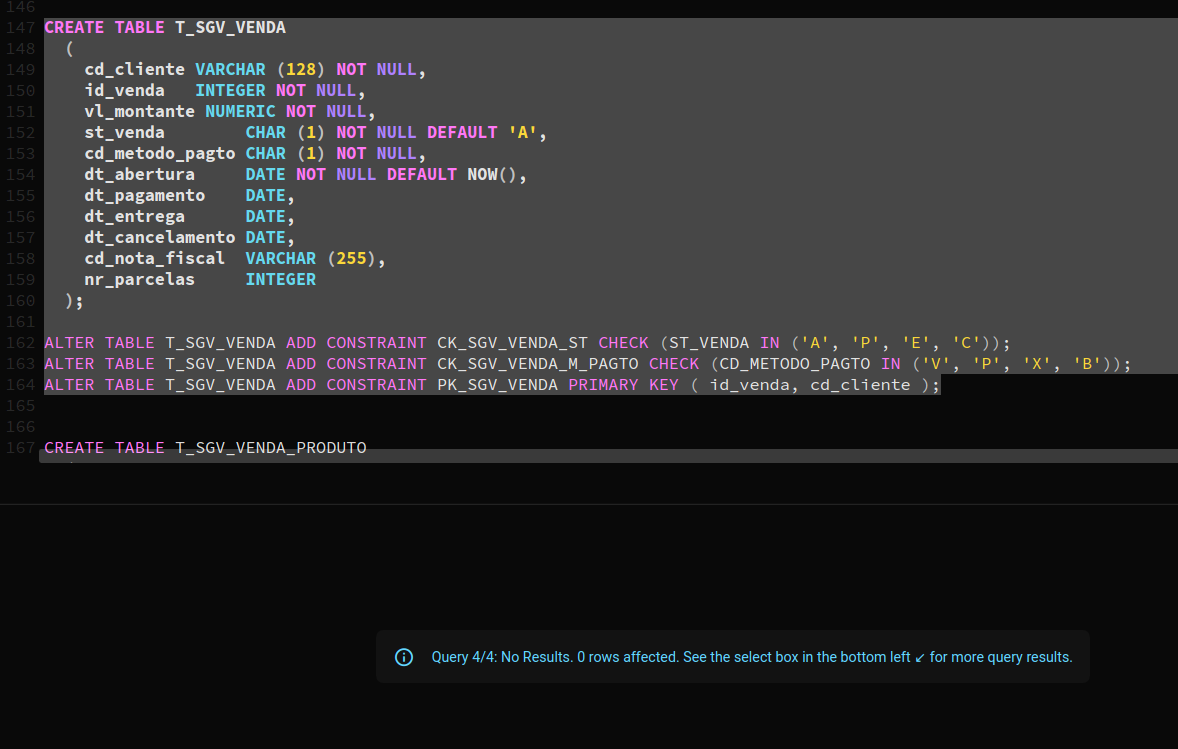 146
147 CREATE TABLE T_SGV_VENDA
148   (
149     cd_cliente VARCHAR (128) NOT NULL,
150     id_venda   INTEGER NOT NULL,
151     vl_montante NUMERIC NOT NULL,
152     st_venda        CHAR (1) NOT NULL DEFAULT 'A',
153     cd_metodo_pagto CHAR (1) NOT NULL,
154     dt_abertura     DATE NOT NULL DEFAULT NOW(),
155     dt_pagamento    DATE,
156     dt_entrega      DATE,
157     dt_cancelamento DATE,
158     cd_nota_fiscal  VARCHAR (255),
159     nr_parcelas     INTEGER
160   );
161
162 ALTER TABLE T_SGV_VENDA ADD CONSTRAINT CK_SGV_VENDA_ST CHECK (ST_VENDA IN ('A', 'P', 'E', 'C'));
163 ALTER TABLE T_SGV_VENDA ADD CONSTRAINT CK_SGV_VENDA_M_PAGTO CHECK (CD_METODO_PAGTO IN ('V', 'P', 'X', 'B'));
164 ALTER TABLE T_SGV_VENDA ADD CONSTRAINT PK_SGV_VENDA PRIMARY KEY ( id_venda, cd_cliente );
165
166
167 CREATE TABLE T_SGV_VENDA_PRODUTO
Query 4/4: No Results. 0 rows affected. See the select box in the bottom left ↙ for more query results.